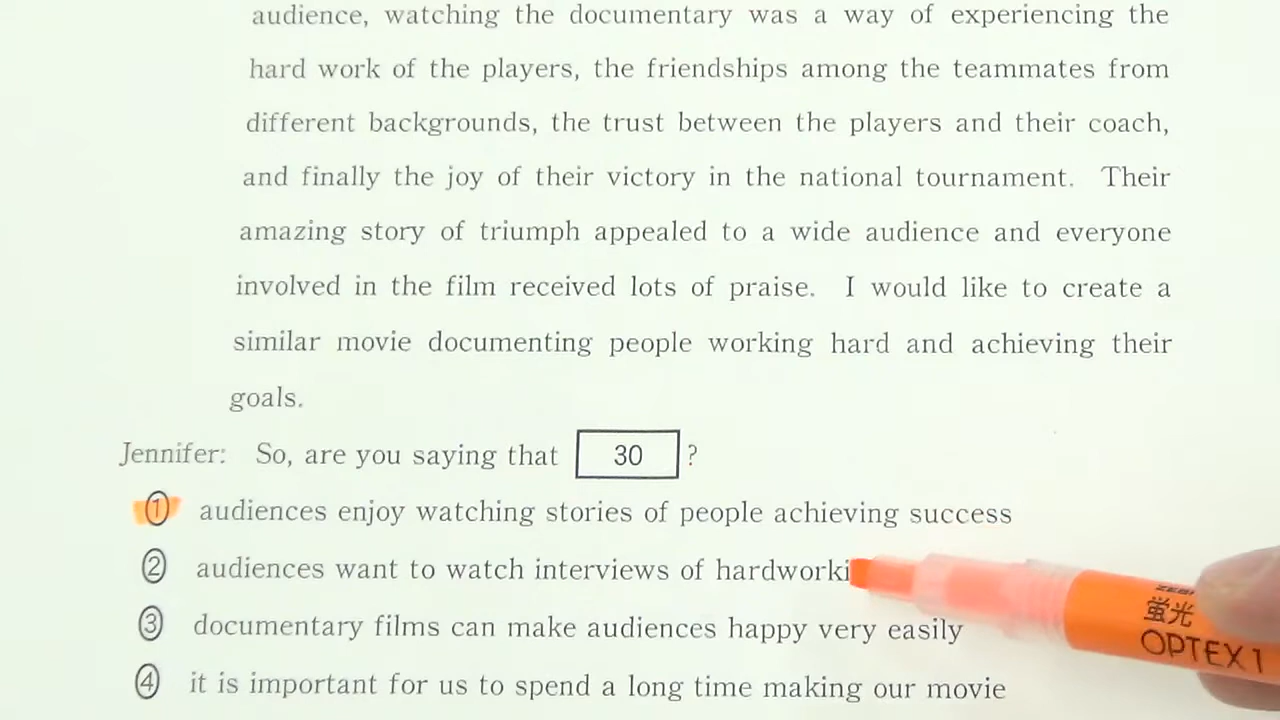 audience, watching the documentary was a way of experiencing the
hard work of the players, the friendships among the teammates from
different backgrounds, the trust between the players and their coach,
and finally the joy of their victory in the national tournament. Their
amazing story of triumph appealed to a wide audience and everyone
involved in the film received lots of praise. I would like to create a
similar movie documenting people working hard and achieving their
goals.
Jennifer: So, are you saying that 30 ?
① audiences enjoy watching stories of people achieving success
② audiences want to watch interviews of
③ documentary films can make audiences happy very easily
④ it is important for us to spend a long time making our movie
ZEBRA
蛍光
OPTEX 1